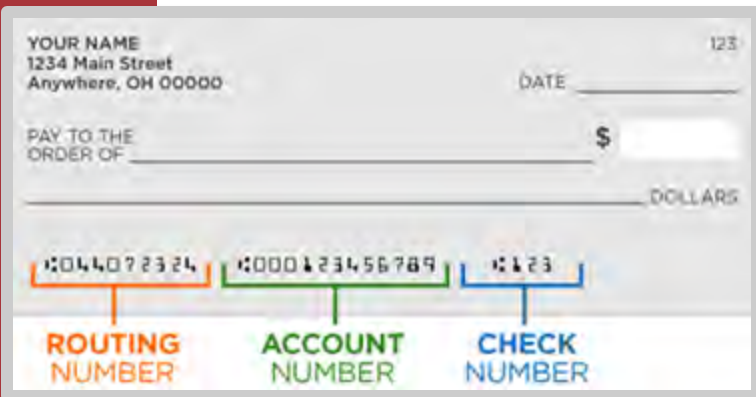 YOUR NAME
1234 Main Street
Anywhere, OH 00000
123
DATE
PAY TO THE
ORDER OF
$
DOLLARS
⑆044072324 ⑆000123456789 ⑆123
ROUTING
NUMBER
ACCOUNT
NUMBER
CHECK
NUMBER